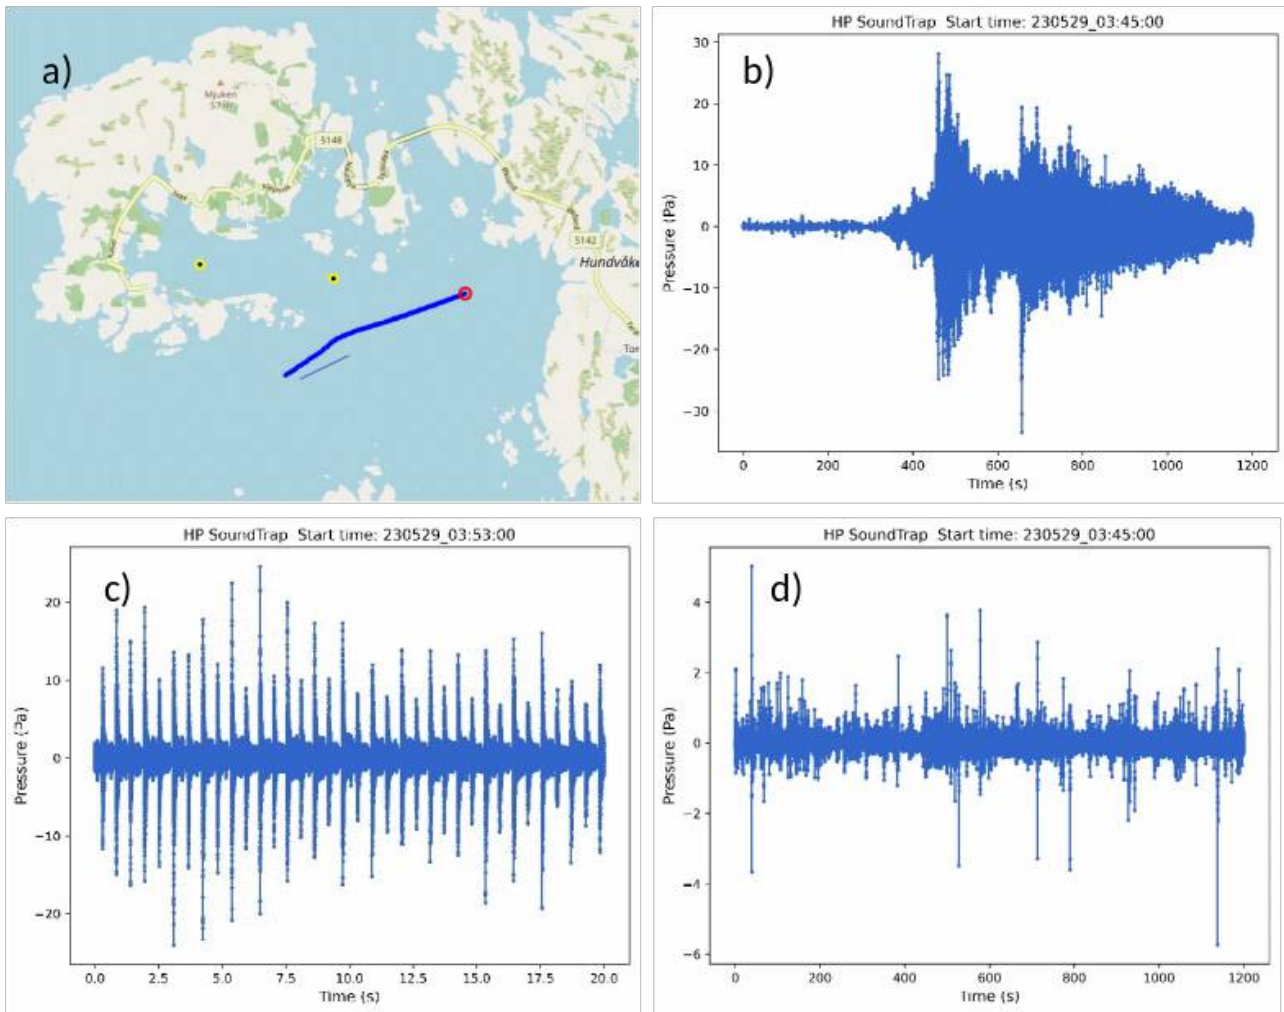 a)
Mjuken
5148
5142
Hundvåk
HP SoundTrap Start time: 230529_03:45:00
b)
Pressure (Pa)
30
20
10
0
−10
−20
−30
0 200 400 600 800 1000 1200
Time (s)
HP SoundTrap Start time: 230529_03:53:00
c)
Pressure (Pa)
20
10
0
−10
−20
0.0 2.5 5.0 7.5 10.0 12.5 15.0 17.5 20.0
Time (s)
HP SoundTrap Start time: 230529_03:45:00
d)
Pressure (Pa)
4
2
0
−2
−4
−6
0 200 400 600 800 1000 1200
Time (s)